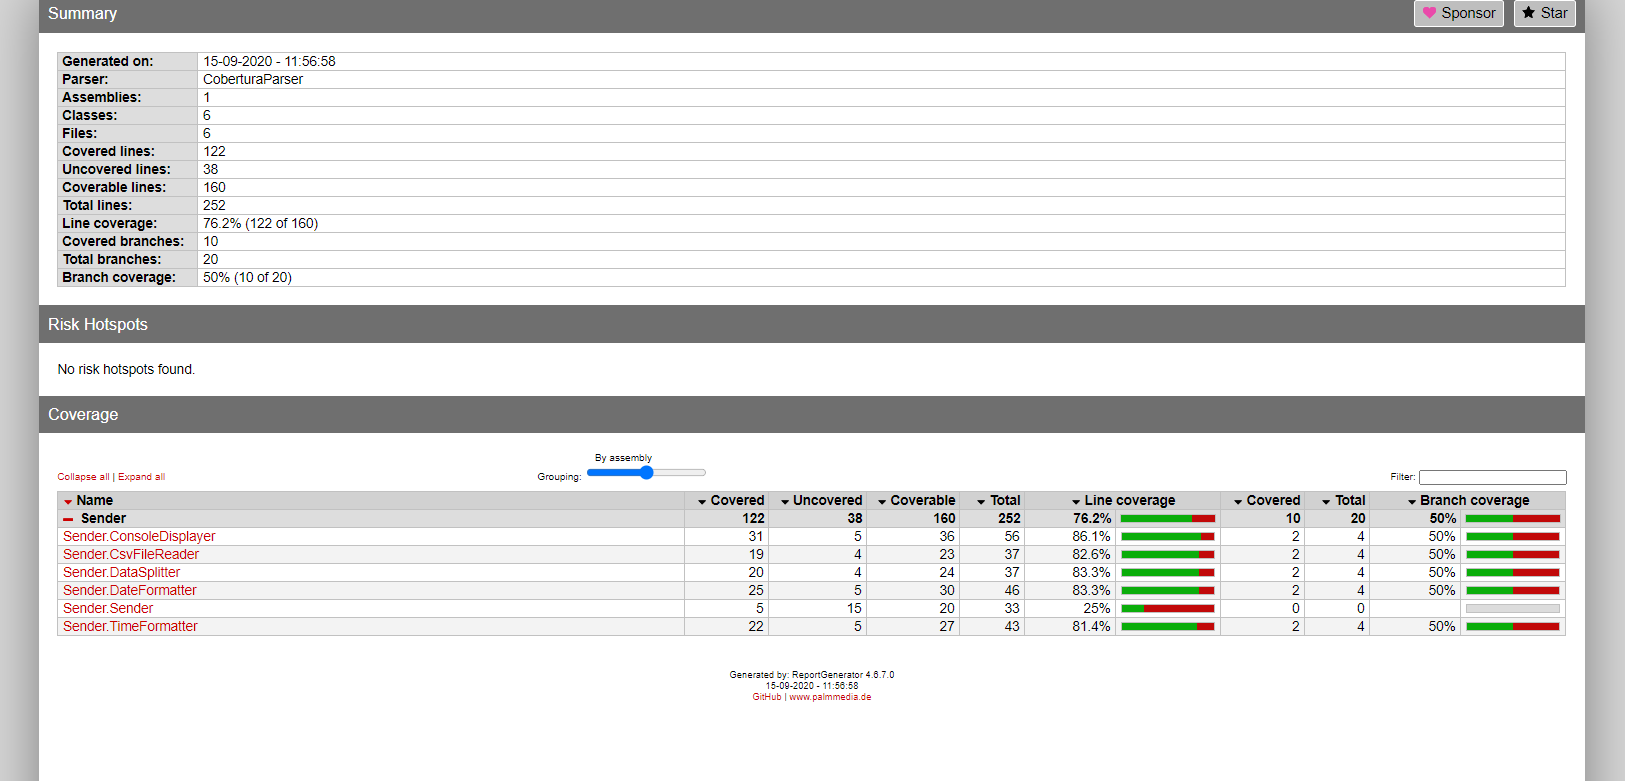 Summary Sponsor Star
Generated on: 15-09-2020 - 11:56:58
Parser: CoberturaParser
Assemblies: 1
Classes: 6
Files: 6
Covered lines: 122
Uncovered lines: 38
Coverable lines: 160
Total lines: 252
Line coverage: 76.2% (122 of 160)
Covered branches: 10
Total branches: 20
Branch coverage: 50% (10 of 20)
Risk Hotspots
No risk hotspots found.
Coverage
By assembly
Collapse all | Expand all Grouping: Filter:
Name Covered Uncovered Coverable Total Line coverage Covered Total Branch coverage
Sender 122 38 160 252 76.2% 10 20 50%
Sender.ConsoleDisplayer 31 5 36 56 86.1% 2 4 50%
Sender.CsvFileReader 19 4 23 37 82.6% 2 4 50%
Sender.DataSplitter 20 4 24 37 83.3% 2 4 50%
Sender.DateFormatter 25 5 30 46 83.3% 2 4 50%
Sender.Sender 5 15 20 33 25% 0 0
Sender.TimeFormatter 22 5 27 43 81.4% 2 4 50%
Generated by: ReportGenerator 4.6.7.0
15-09-2020 - 11:56:58
GitHub | www.palmmedia.de